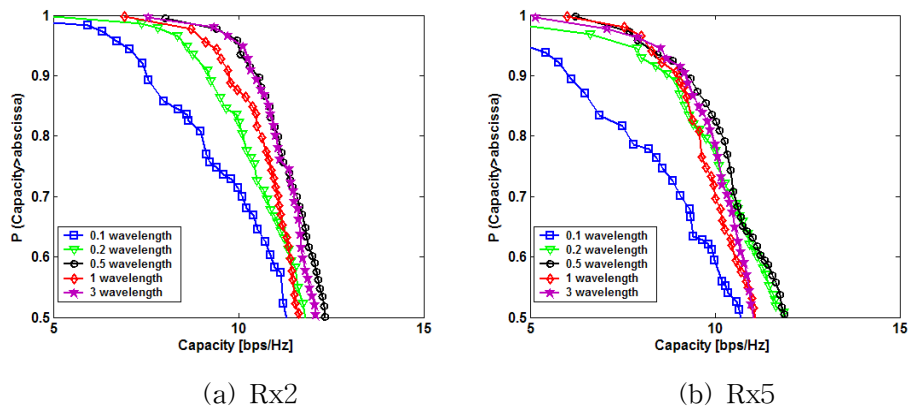 P (Capacity>abscissa)
1
0.9
0.8
0.7
0.6
0.5
0.1 wavelength
0.2 wavelength
0.5 wavelength
1 wavelength
3 wavelength
5
10
15
Capacity [bps/Hz]
(a) Rx2
P (Capacity>abscissa)
1
0.9
0.8
0.7
0.6
0.5
0.1 wavelength
0.2 wavelength
0.5 wavelength
1 wavelength
3 wavelength
5
10
15
Capacity [bps/Hz]
(b) Rx5